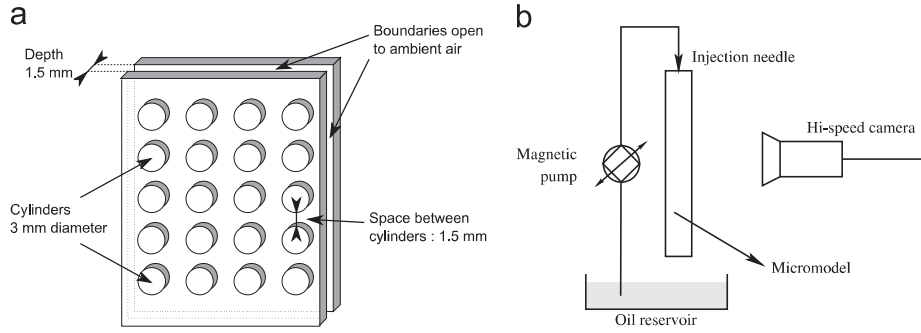 a
Depth
1.5 mm
Boundaries open
to ambient air
Cylinders
3 mm diameter
Space between
cylinders : 1.5 mm
b
Injection needle
Hi-speed camera
Magnetic
pump
Micromodel
Oil reservoir